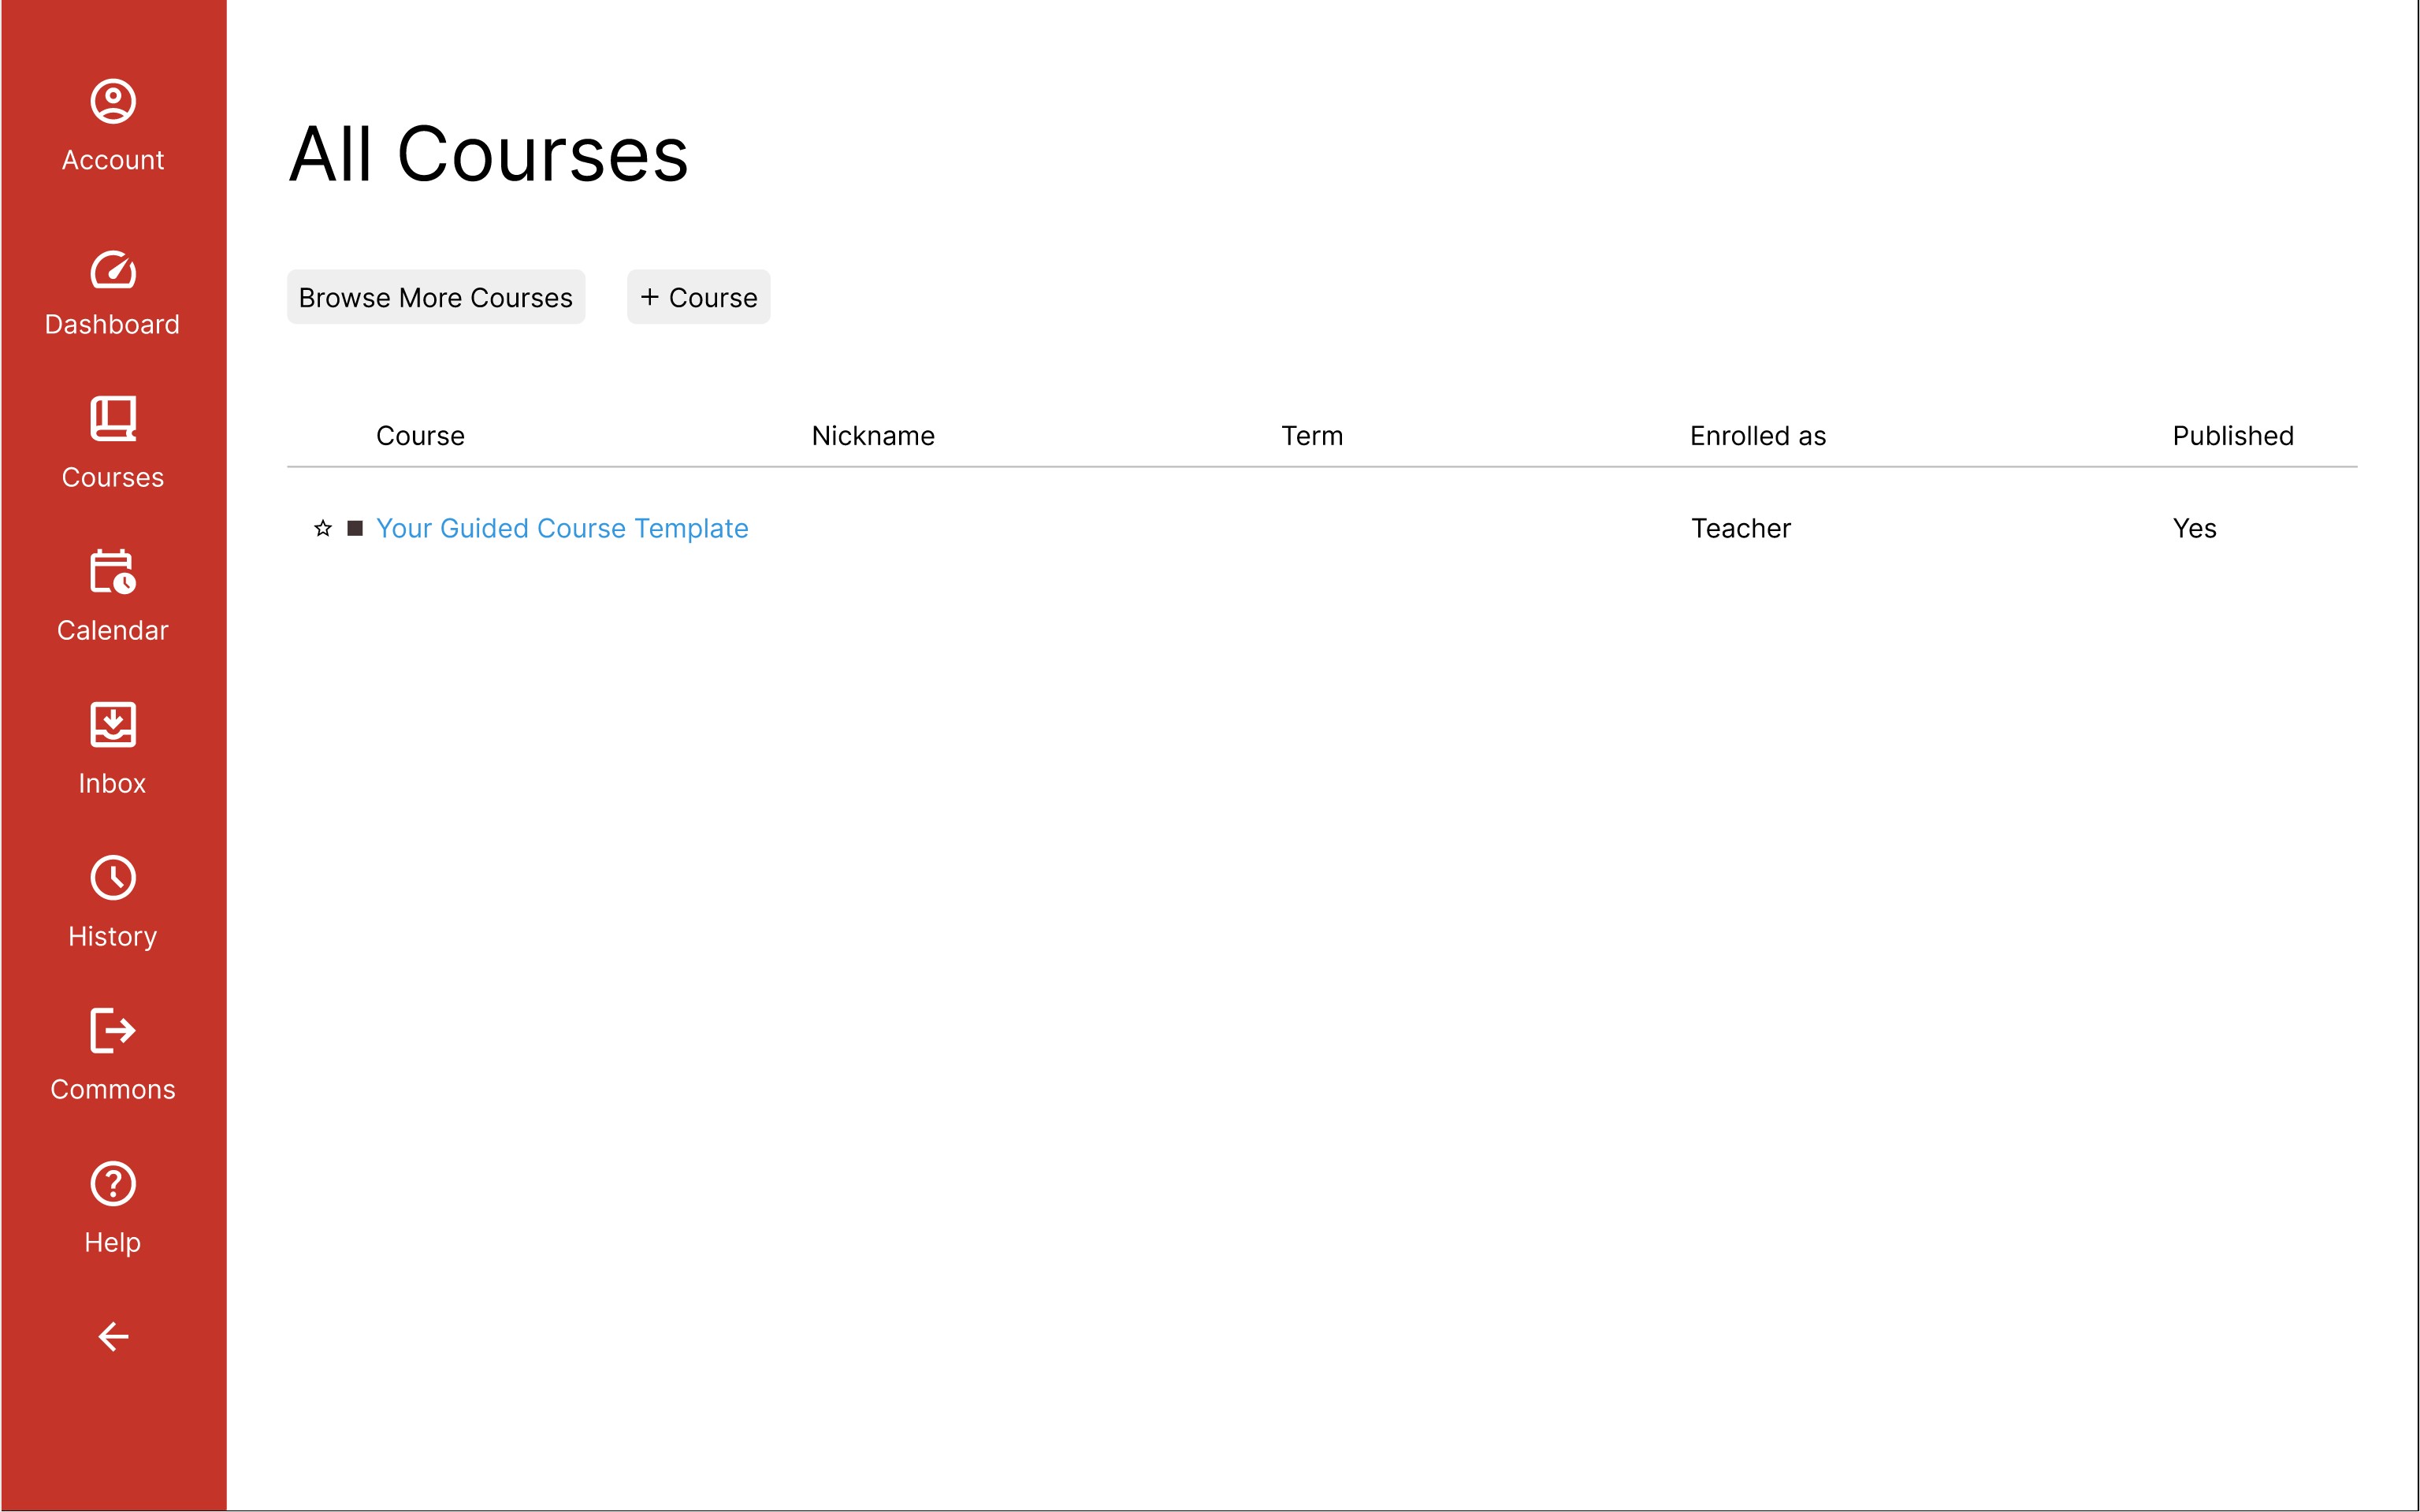 Account
Dashboard
Courses
Calendar
Inbox
History
Commons
Help
All Courses
Browse More Courses
+ Course
Course Nickname Term Enrolled as Published
Your Guided Course Template Teacher Yes